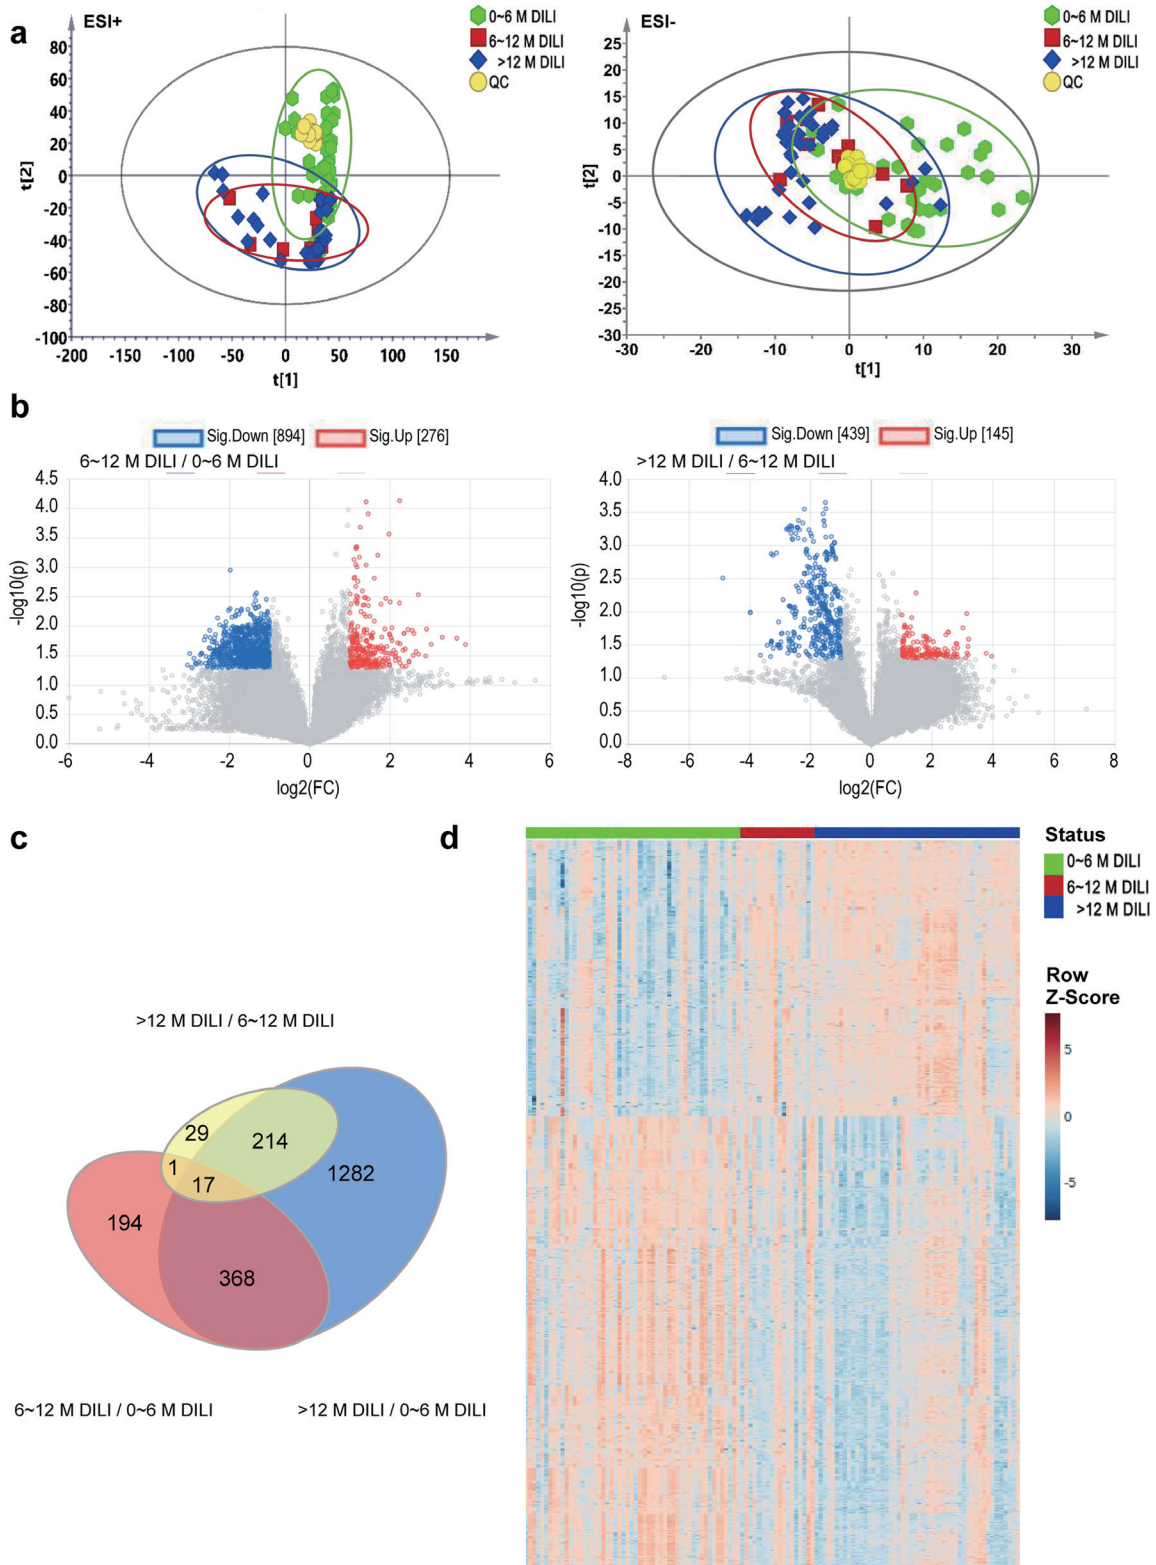 a
ESI+
0~6 M DILI
6~12 M DILI
>12 M DILI
QC
80
60
40
20
0
-20
-40
-60
-80
-100
t[2]
-200 -150 -100 -50 0 50 100 150
t[1]
ESI-
0~6 M DILI
6~12 M DILI
>12 M DILI
QC
25
20
15
10
5
0
-5
-10
-15
-20
-25
-30
t[2]
-30 -20 -10 0 10 20 30
t[1]
b
Sig.Down [894] Sig.Up [276]
6~12 M DILI / 0~6 M DILI
4.5
4.0
3.5
3.0
2.5
2.0
1.5
1.0
0.5
0.0
-log10(p)
-6 -4 -2 0 2 4 6
log2(FC)
Sig.Down [439] Sig.Up [145]
>12 M DILI / 6~12 M DILI
4.0
3.5
3.0
2.5
2.0
1.5
1.0
0.5
0.0
-log10(p)
-8 -6 -4 -2 0 2 4 6 8
log2(FC)
c
>12 M DILI / 6~12 M DILI
29
214
1
17
1282
194
368
6~12 M DILI / 0~6 M DILI
>12 M DILI / 0~6 M DILI
d
Status
0~6 M DILI
6~12 M DILI
>12 M DILI
Row
Z-Score
5
0
-5